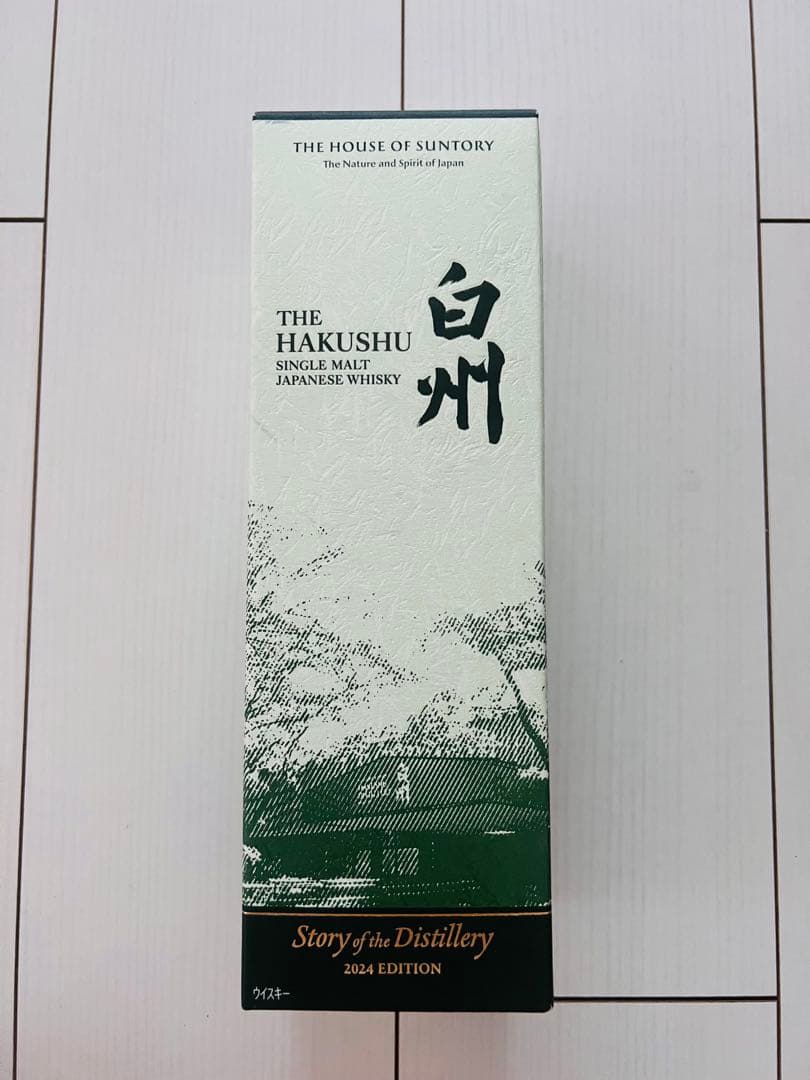 THE HOUSE OF SUNTORY
The Nature and Spirit of Japan
白州
THE
HAKUSHU
SINGLE MALT
JAPANESE WHISKY
Story of the Distillery
2024 EDITION
ウイスキー